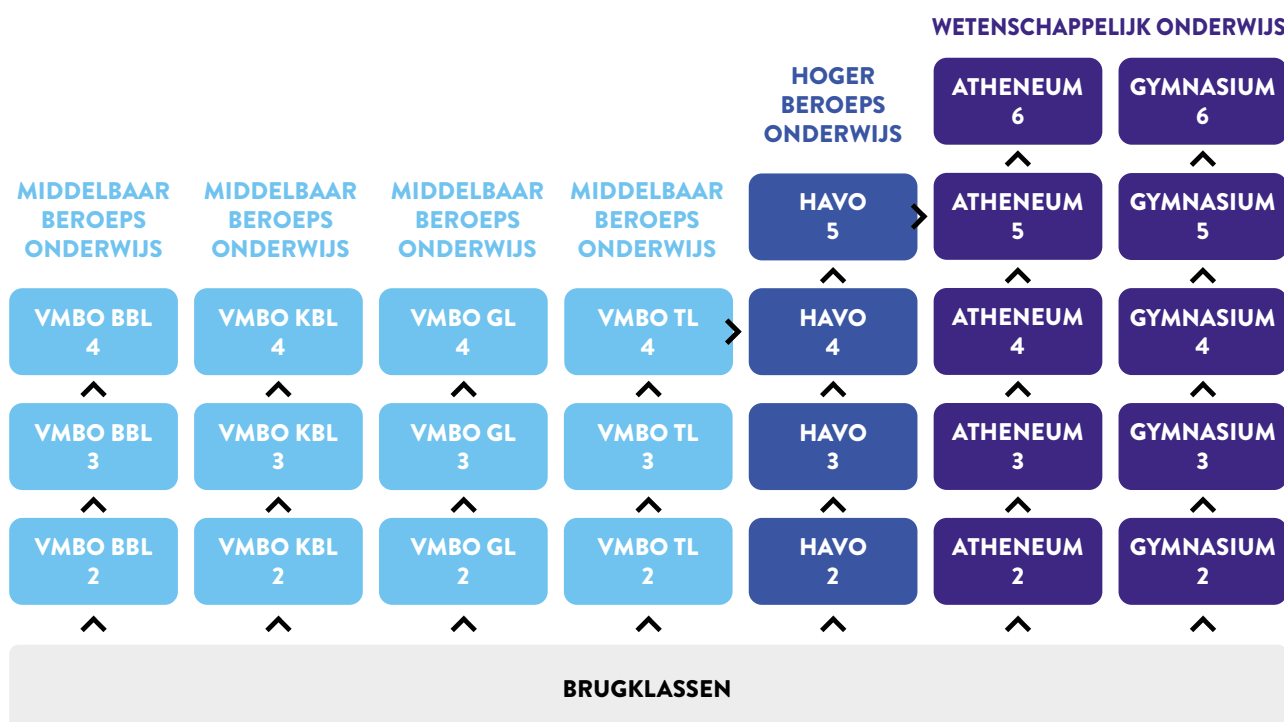 WETENSCHAPPELIJK ONDERWIJS
HOGER
BEROEPS
ONDERWIJS
ATHENEUM
6
GYMNASIUM
6
MIDDELBAAR
BEROEPS
ONDERWIJS
MIDDELBAAR
BEROEPS
ONDERWIJS
MIDDELBAAR
BEROEPS
ONDERWIJS
MIDDELBAAR
BEROEPS
ONDERWIJS
HAVO
5
ATHENEUM
5
GYMNASIUM
5
VMBO BBL
4
VMBO KBL
4
VMBO GL
4
VMBO TL
4
HAVO
4
ATHENEUM
4
GYMNASIUM
4
VMBO BBL
3
VMBO KBL
3
VMBO GL
3
VMBO TL
3
HAVO
3
ATHENEUM
3
GYMNASIUM
3
VMBO BBL
2
VMBO KBL
2
VMBO GL
2
VMBO TL
2
HAVO
2
ATHENEUM
2
GYMNASIUM
2
BRUGKLASSEN